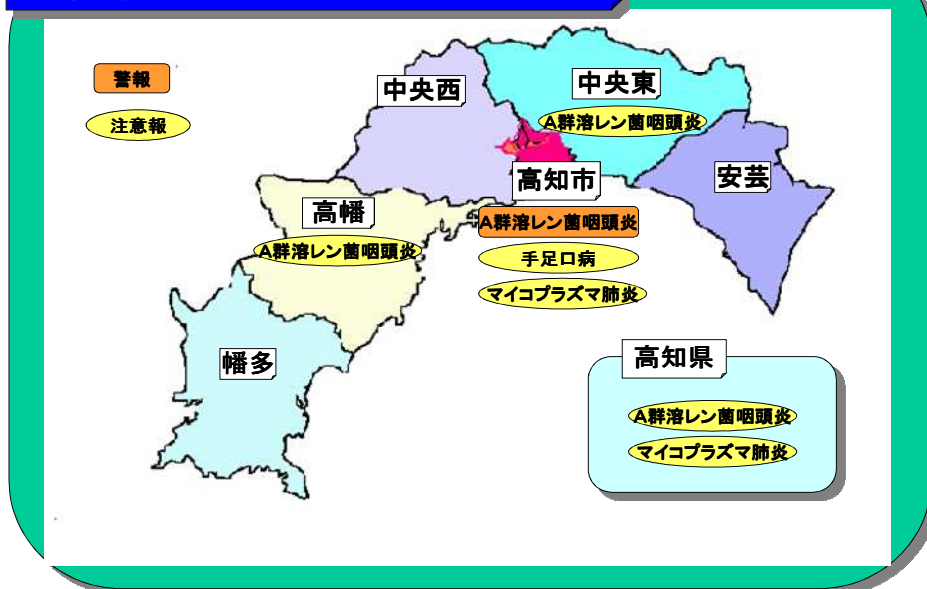 警報
注意報
中央西
中央東
A群溶レン菌咽頭炎
安芸
高知市
A群溶レン菌咽頭炎
手足口病
マイコプラズマ肺炎
高幡
A群溶レン菌咽頭炎
幡多
高知県
A群溶レン菌咽頭炎
マイコプラズマ肺炎